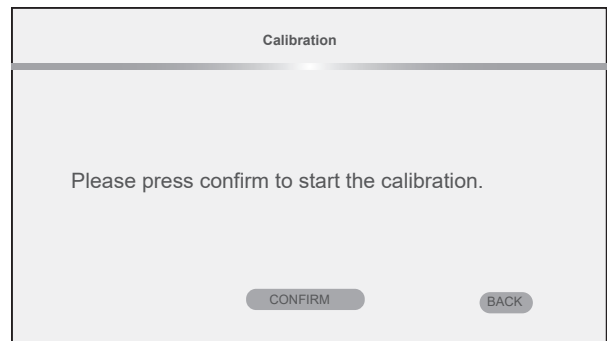 Calibration
Please press confirm to start the calibration.
CONFIRM
BACK